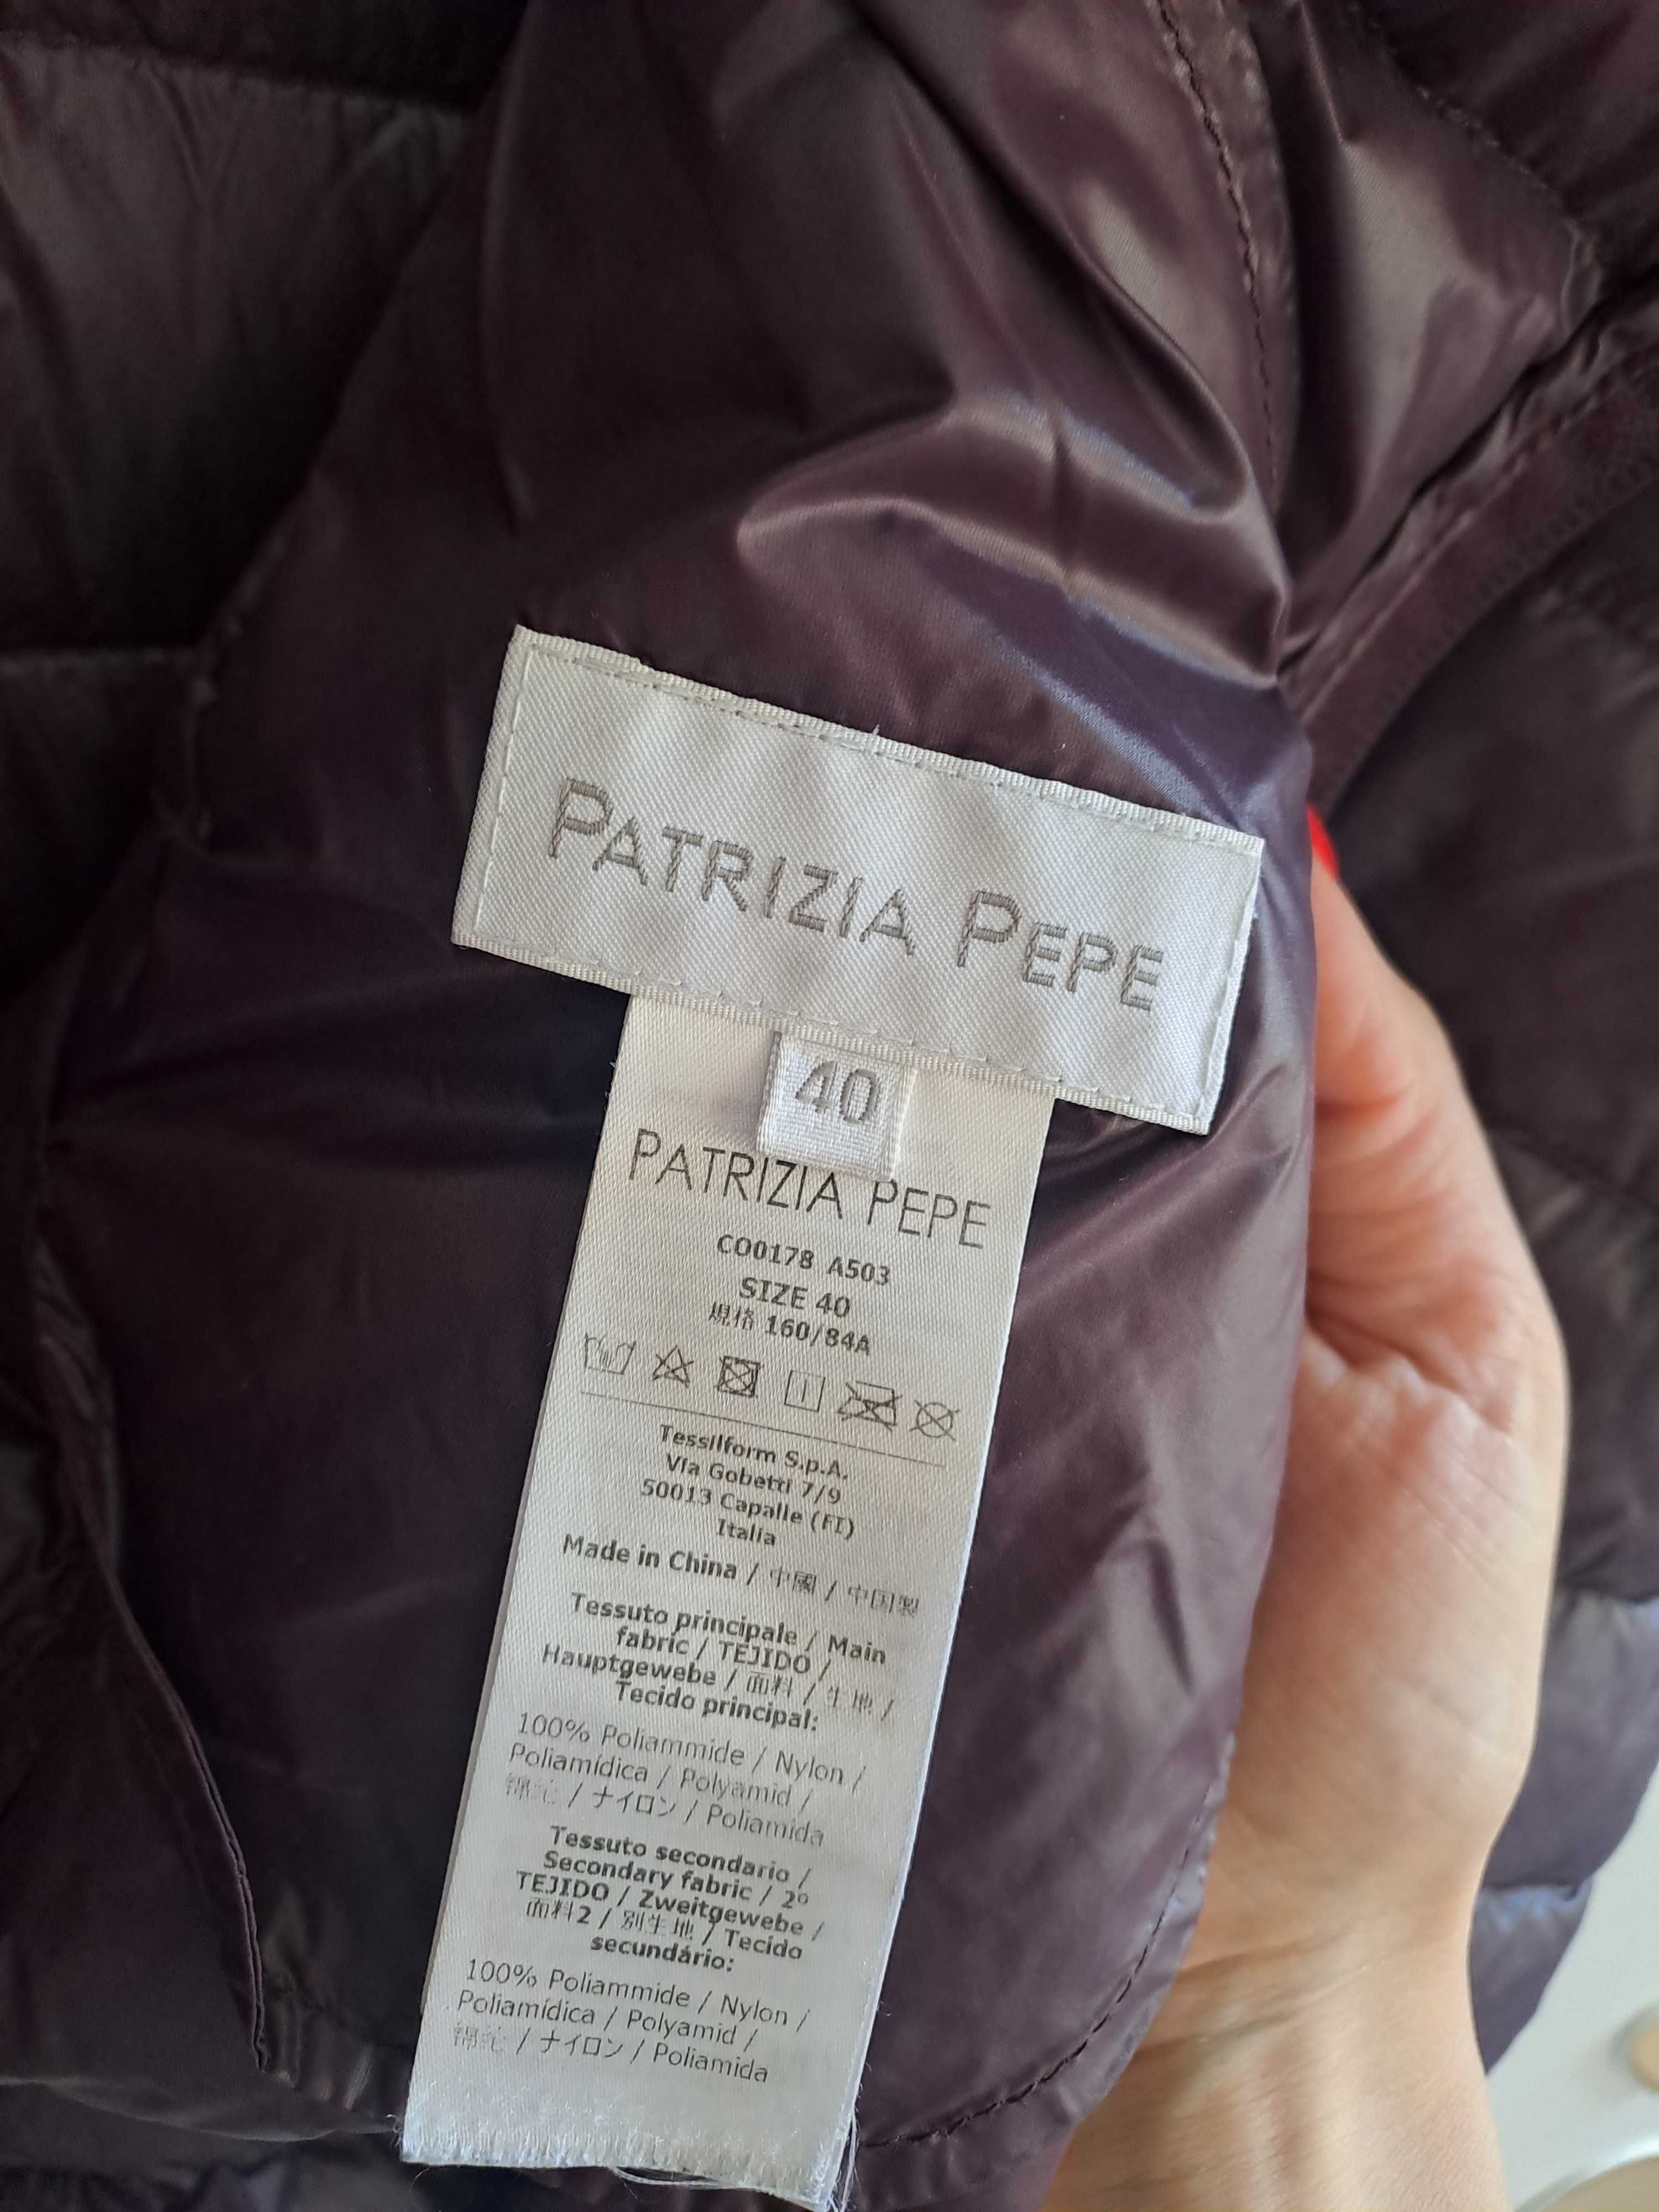 PATRIZIA PEPE
40
PATRIZIA PEPE
CO0178 A503
SIZE 40
規格 160/84A
Tessilform S.p.A.
Via Gobetti 7/9
50013 Capalle (FI)
Italia
Made in China / 中國 / 中国製
Tessuto principale / Main
fabric / TEJIDO /
Hauptgewebe / 面料 / 生地 /
Tecido principal:
100% Poliammide / Nylon /
Poliamídica / Polyamid /
錦纶 / ナイロン / Poliamida
Tessuto secondario /
Secondary fabric / 2º
TEJIDO / Zweitgewebe /
面料2 / 別生地 / Tecido
secundário:
100% Poliammide / Nylon /
Poliamídica / Polyamid /
錦纶 / ナイロン / Poliamida